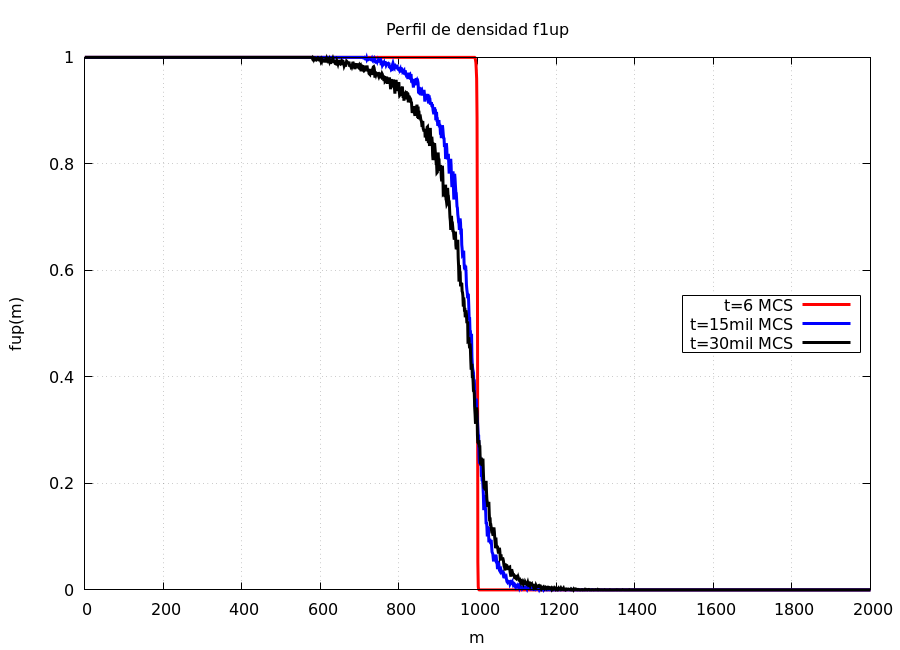 Perfil de densidad f1up
1
0.8
0.6
0.4
0.2
0
fup(m)
t=6 MCS
t=15mil MCS
t=30mil MCS
0 200 400 600 800 1000 1200 1400 1600 1800 2000
m